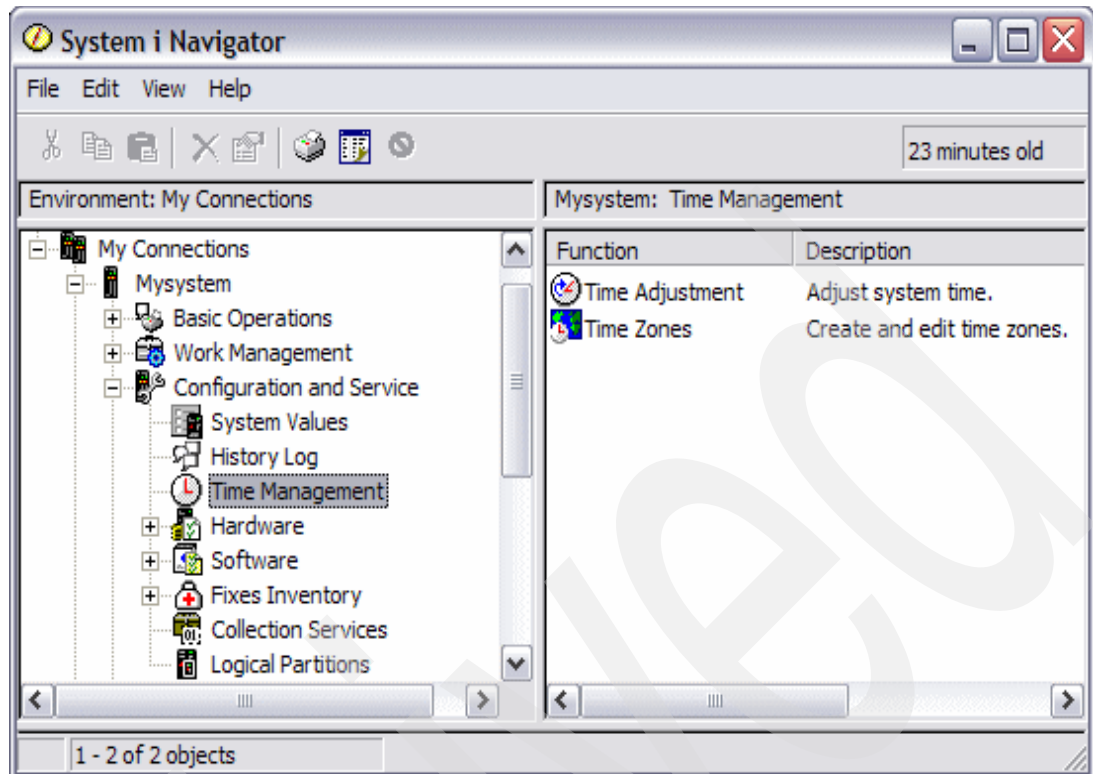 System i Navigator
File Edit View Help
23 minutes old
Environment: My Connections
Mysystem: Time Management
My Connections
Mysystem
Basic Operations
Work Management
Configuration and Service
System Values
History Log
Time Management
Hardware
Software
Fixes Inventory
Collection Services
Logical Partitions
Function Description
Time Adjustment Adjust system time.
Time Zones Create and edit time zones.
1 - 2 of 2 objects